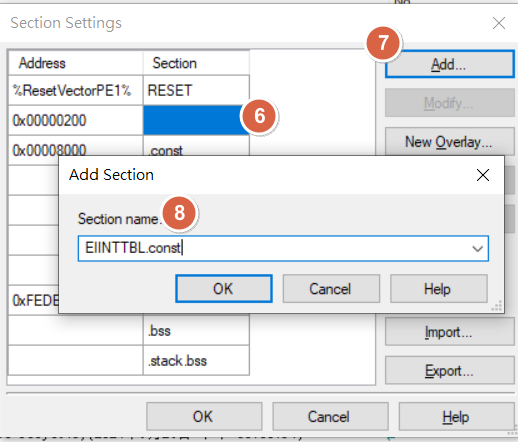 Section Settings
7
Address
Section
Add...
%ResetVectorPE1%
RESET
Modify...
0x00000200
6
New Overlay...
0x00008000
.const
Add Section
Section name
8
EIINTTBL.const
OK
Cancel
Help
0xFEDE
.bss
Import...
.stack.bss
Export...
OK
Cancel
Help